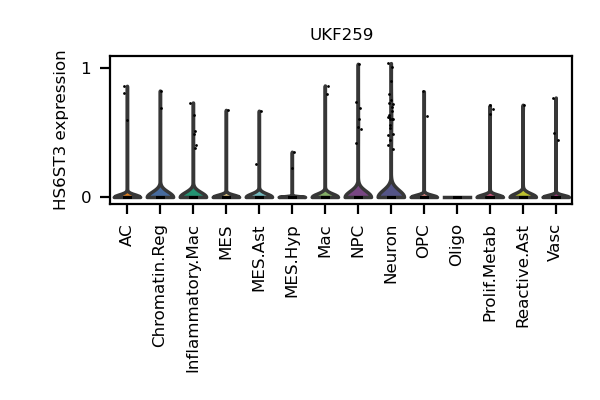 UKF259
HS6ST3 expression
1
0
AC
Chromatin.Reg
Inflammatory.Mac
MES
MES.Ast
MES.Hyp
Mac
NPC
Neuron
OPC
Oligo
Prolif.Metab
Reactive.Ast
Vasc